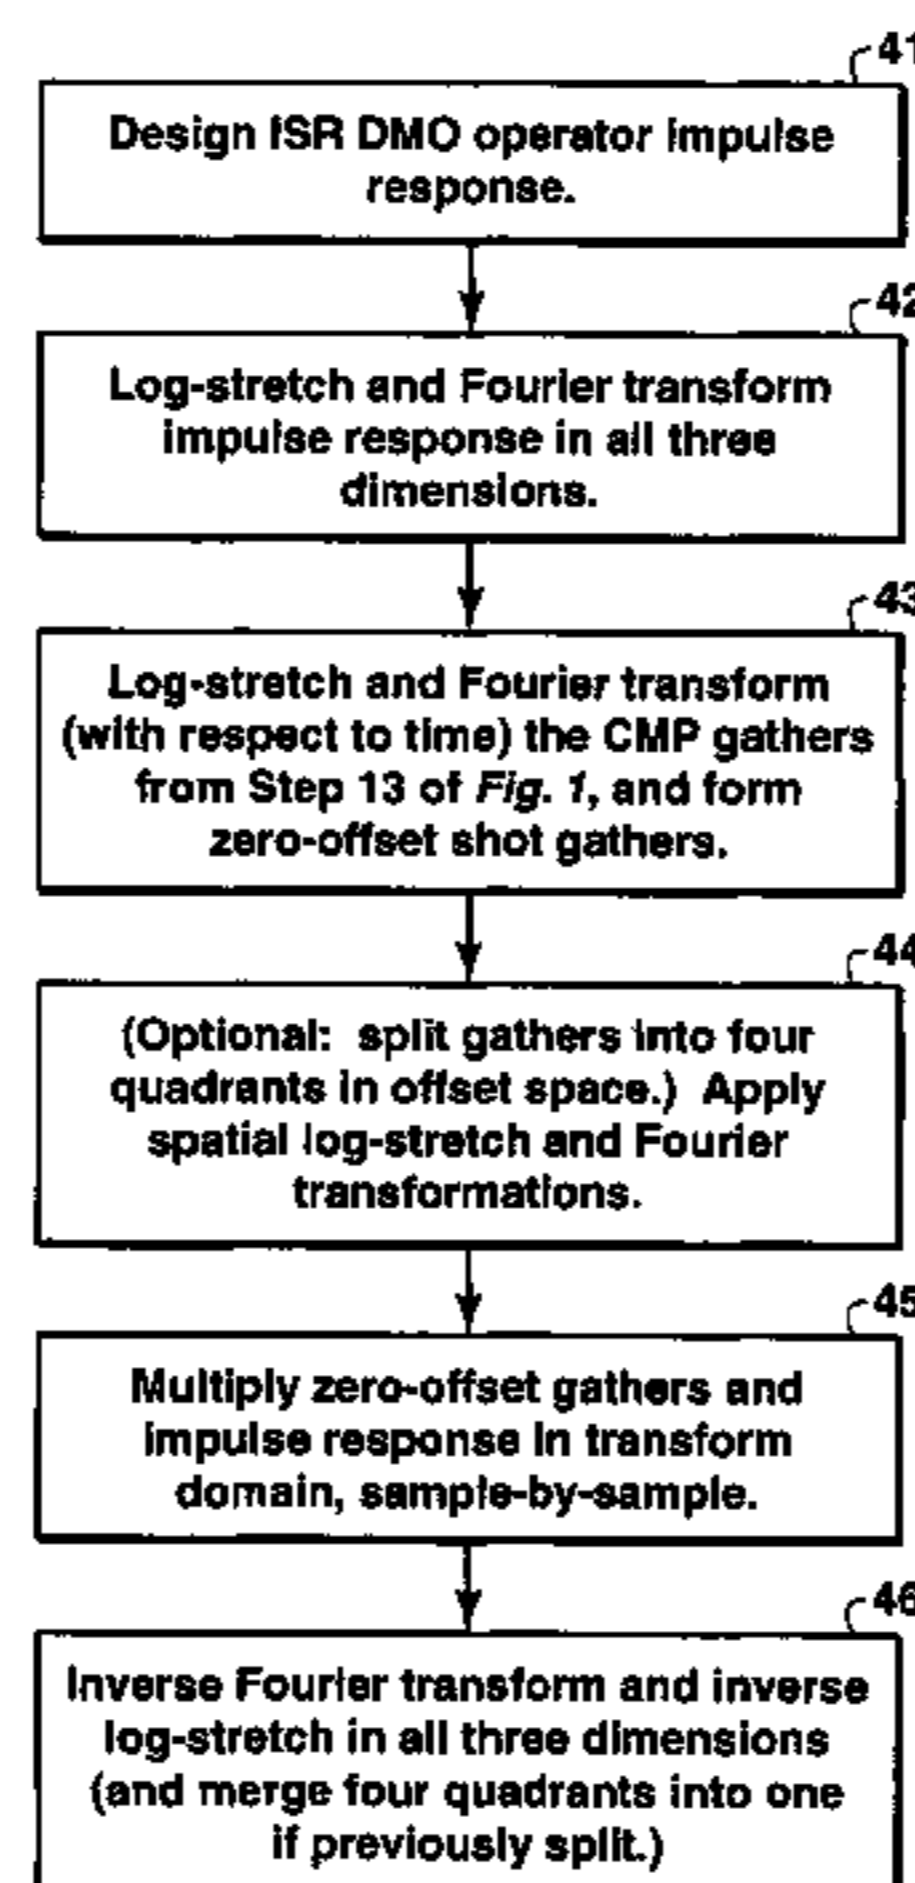 41
Design ISR DMO operator impulse
response.
42
Log-stretch and Fourier transform
impulse response in all three
dimensions.
43
Log-stretch and Fourier transform
(with respect to time) the CMP gathers
from Step 13 of Fig. 1, and form
zero-offset shot gathers.
44
(Optional: split gathers into four
quadrants in offset space.) Apply
spatial log-stretch and Fourier
transformations.
45
Multiply zero-offset gathers and
impulse response in transform
domain, sample-by-sample.
46
Inverse Fourier transform and inverse
log-stretch in all three dimensions
(and merge four quadrants into one
if previously split.)